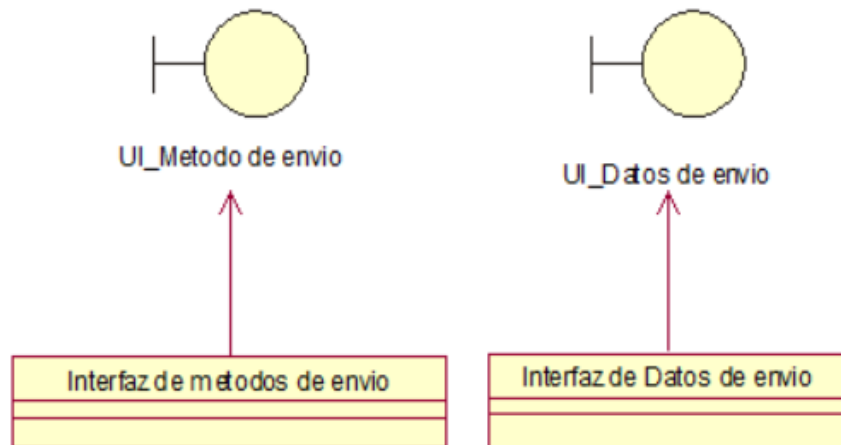 UI_Metodo de envio
UI_Datos de envio
Interfaz de metodos de envio
Interfaz de Datos de envio